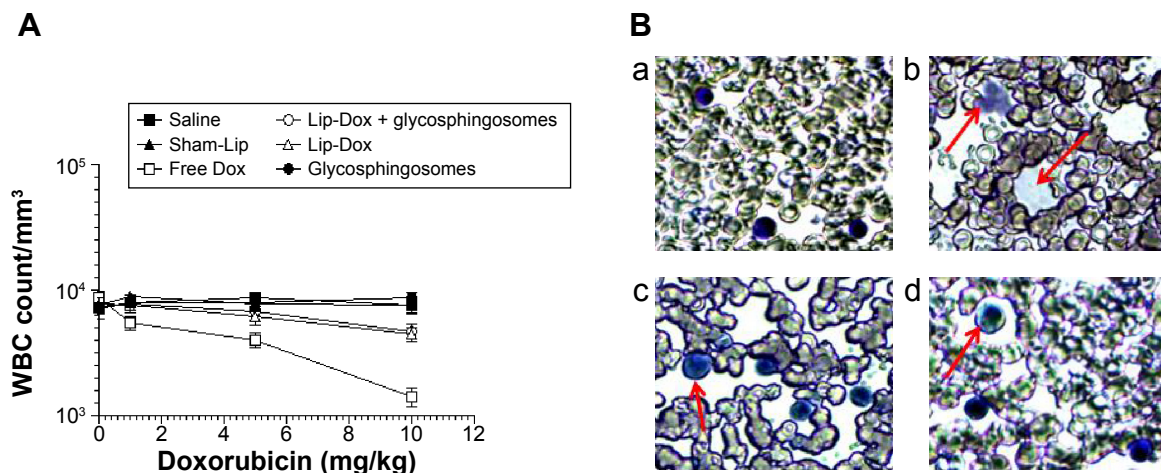 A
Saline
Sham-Lip
Free Dox
Lip-Dox + glycosphingosomes
Lip-Dox
Glycosphingosomes
WBC count/mm³
10⁵
10⁴
10³
0 2 4 6 8 10 12
Doxorubicin (mg/kg)
B
a
b
c
d